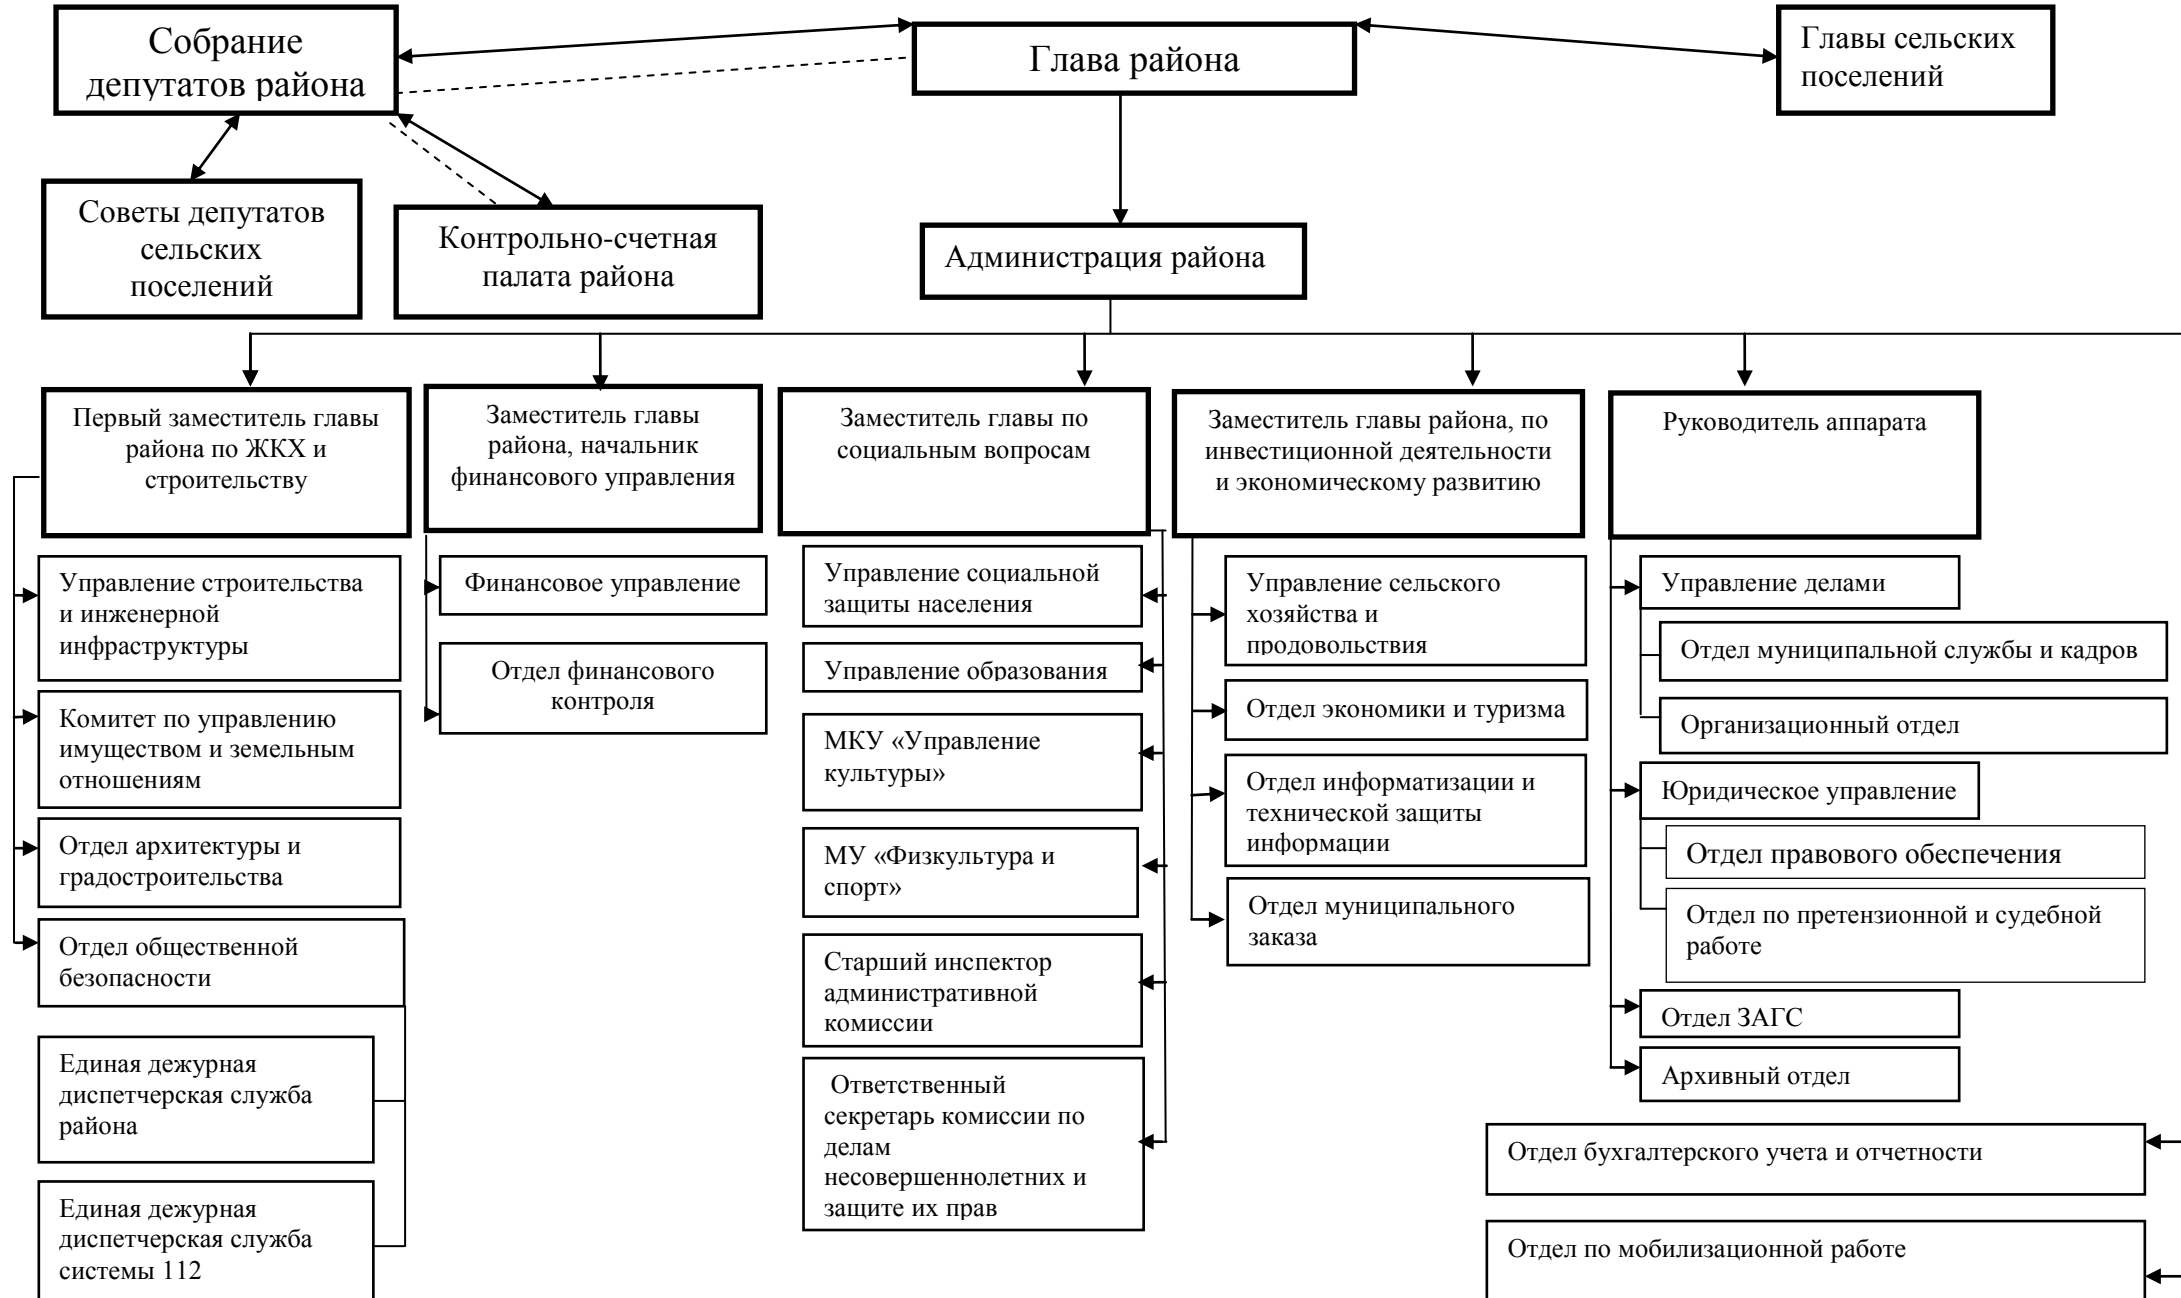 Собрание
депутатов района
Глава района
Главы сельских
поселений
Советы депутатов
сельских
поселений
Контрольно-счетная
палата района
Администрация района
Первый заместитель главы
района по ЖКХ и
строительству
Заместитель главы
района, начальник
финансового управления
Заместитель главы по
социальным вопросам
Заместитель главы района, по
инвестиционной деятельности
и экономическому развитию
Руководитель аппарата
Управление строительства
и инженерной
инфраструктуры
Комитет по управлению
имуществом и земельным
отношениям
Отдел архитектуры и
градостроительства
Отдел общественной
безопасности
Единая дежурная
диспетчерская служба
района
Единая дежурная
диспетчерская служба
системы 112
Финансовое управление
Отдел финансового
контроля
Управление социальной
защиты населения
Управление образования
МКУ «Управление
культуры»
МУ «Физкультура и
спорт»
Старший инспектор
административной
комиссии
Ответственный
секретарь комиссии по
делам
несовершеннолетних и
защите их прав
Управление сельского
хозяйства и
продовольствия
Отдел экономики и туризма
Отдел информатизации и
технической защиты
информации
Отдел муниципального
заказа
Управление делами
Отдел муниципальной службы и кадров
Организационный отдел
Юридическое управление
Отдел правового обеспечения
Отдел по претензионной и судебной
работе
Отдел ЗАГС
Архивный отдел
Отдел бухгалтерского учета и отчетности
Отдел по мобилизационной работе